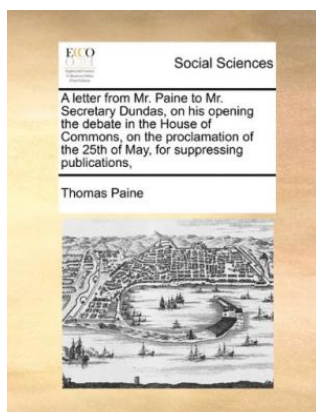 ECCO
Social Sciences
A letter from Mr. Paine to Mr.
Secretary Dundas, on his opening
the debate in the House of
Commons, on the proclamation of
the 25th of May, for suppressing
publications,
Thomas Paine